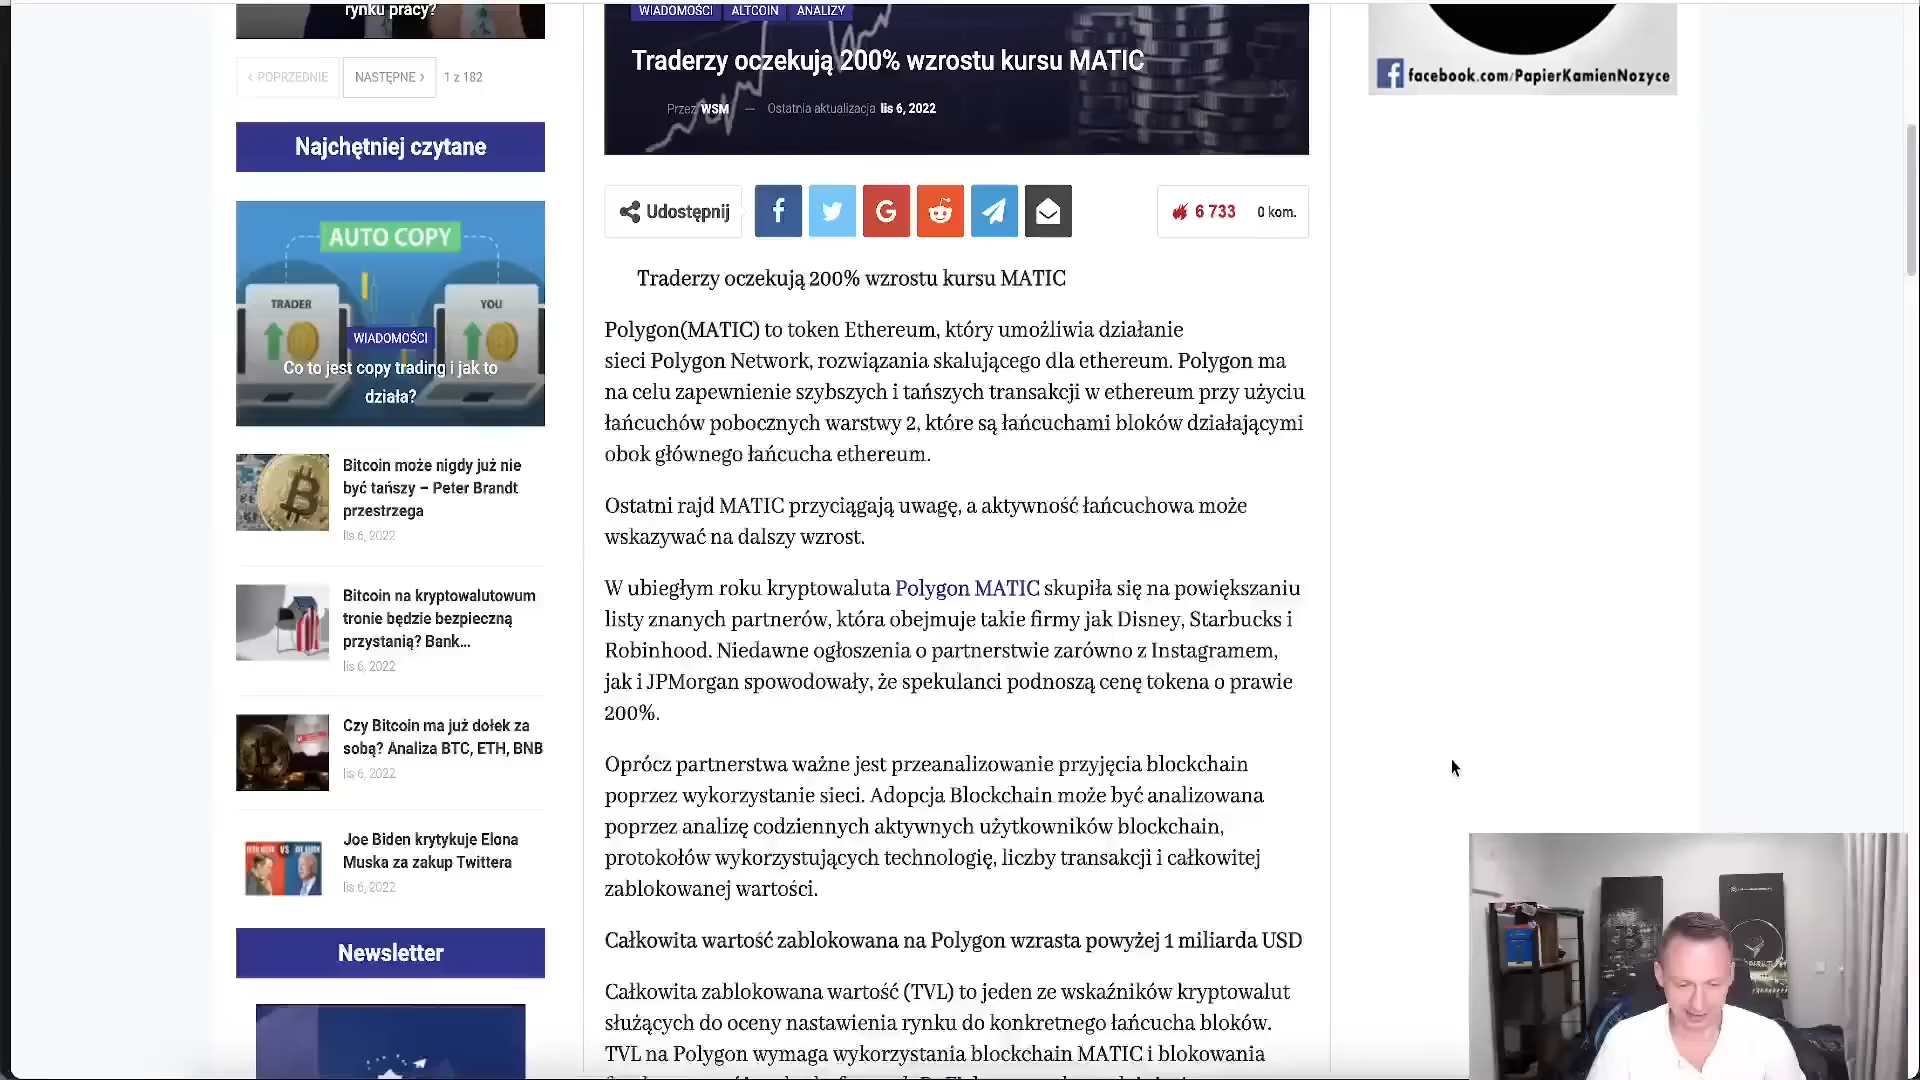 rynku pracy?
POPRZEDNIE
NASTĘPNE
1 z 182
Najchętniej czytane
AUTO COPY
TRADER
YOU
WIADOMOŚCI
Co to jest copy trading i jak to
działa?
Bitcoin może nigdy już nie
być tańszy – Peter Brandt
przestrzega
lis 6, 2022
Bitcoin na kryptowalutowum
tronie będzie bezpieczną
przystanią? Bank...
lis 6, 2022
Czy Bitcoin ma już dołek za
sobą? Analiza BTC, ETH, BNB
lis 6, 2022
VS
Joe Biden krytykuje Elona
Muska za zakup Twittera
lis 6, 2022
Newsletter
WIADOMOŚCI ALTCOIN ANALIZY
Traderzy oczekują 200% wzrostu kursu MATIC
Przez WSM — Ostatnia aktualizacja lis 6, 2022
Udostępnij
6 733 0 kom.
Traderzy oczekują 200% wzrostu kursu MATIC
Polygon(MATIC) to token Ethereum, który umożliwia działanie
sieci Polygon Network, rozwiązania skalującego dla ethereum. Polygon ma
na celu zapewnienie szybszych i tańszych transakcji w ethereum przy użyciu
łańcuchów pobocznych warstwy 2, które są łańcuchami bloków działającymi
obok głównego łańcucha ethereum.
Ostatni rajd MATIC przyciągają uwagę, a aktywność łańcuchowa może
wskazywać na dalszy wzrost.
W ubiegłym roku kryptowaluta Polygon MATIC skupiła się na powiększaniu
listy znanych partnerów, która obejmuje takie firmy jak Disney, Starbucks i
Robinhood. Niedawne ogłoszenia o partnerstwie zarówno z Instagramem,
jak i JPMorgan spowodowały, że spekulanci podnoszą cenę tokena o prawie
200%.
Oprócz partnerstwa ważne jest przeanalizowanie przyjęcia blockchain
poprzez wykorzystanie sieci. Adopcja Blockchain może być analizowana
poprzez analizę codziennych aktywnych użytkowników blockchain,
protokołów wykorzystujących technologię, liczby transakcji i całkowitej
zablokowanej wartości.
Całkowita wartość zablokowana na Polygon wzrasta powyżej 1 miliarda USD
Całkowita zablokowana wartość (TVL) to jeden ze wskaźników kryptowalut
służących do oceny nastawienia rynku do konkretnego łańcucha bloków.
TVL na Polygon wymaga wykorzystania blockchain MATIC i blokowania
facebook.com/PapierKamienNozyce